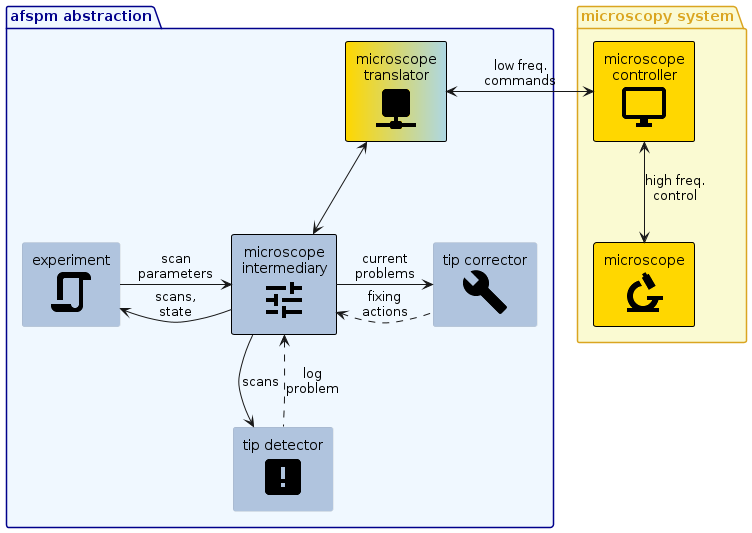 afspm abstraction
microscopy system
microscope
translator
low freq.
commands
microscope
controller
high freq.
control
experiment
scan
parameters
scans,
state
microscope
intermediary
current
problems
fixing
actions
tip corrector
microscope
scans
log
problem
tip detector